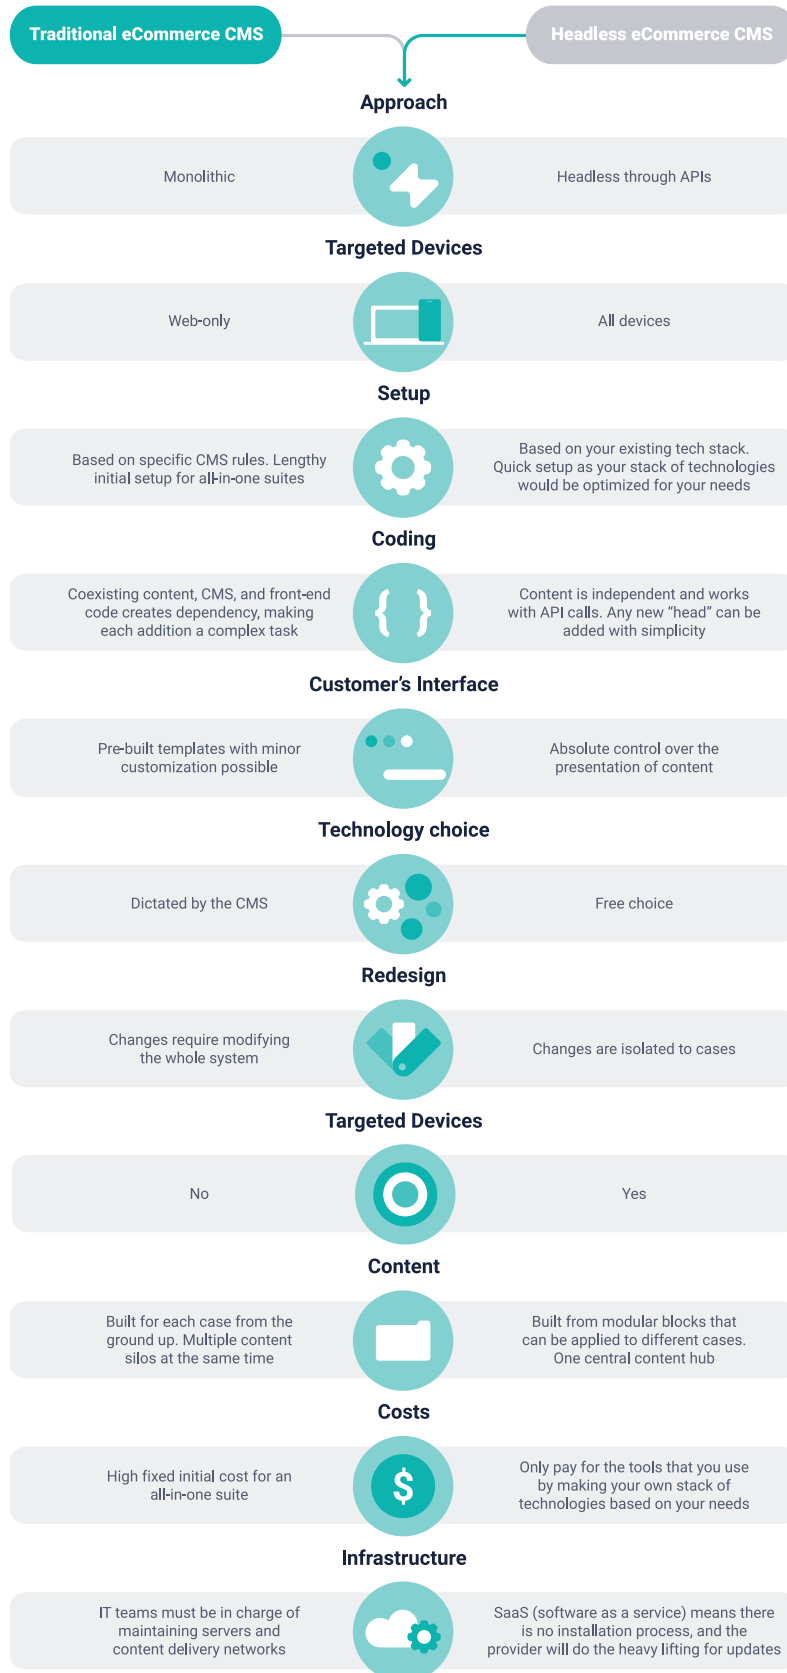 Traditional eCommerce CMS
Headless eCommerce CMS
Approach
Monolithic
Headless through APIs
Targeted Devices
Web-only
All devices
Setup
Based on specific CMS rules. Lengthy
initial setup for all-in-one suites
Based on your existing tech stack.
Quick setup as your stack of technologies
would be optimized for your needs
Coding
Coexisting content, CMS, and front-end
code creates dependency, making
each addition a complex task
{ }
Content is independent and works
with API calls. Any new “head” can be
added with simplicity
Customer’s Interface
Pre-built templates with minor
customization possible
Absolute control over the
presentation of content
Technology choice
Dictated by the CMS
Free choice
Redesign
Changes require modifying
the whole system
Changes are isolated to cases
Targeted Devices
No
Yes
Content
Built for each case from the
ground up. Multiple content
silos at the same time
Built from modular blocks that
can be applied to different cases.
One central content hub
Costs
High fixed initial cost for an
all-in-one suite
$
Only pay for the tools that you use
by making your own stack of
technologies based on your needs
Infrastructure
IT teams must be in charge of
maintaining servers and
content delivery networks
SaaS (software as a service) means there
is no installation process, and the
provider will do the heavy lifting for updates